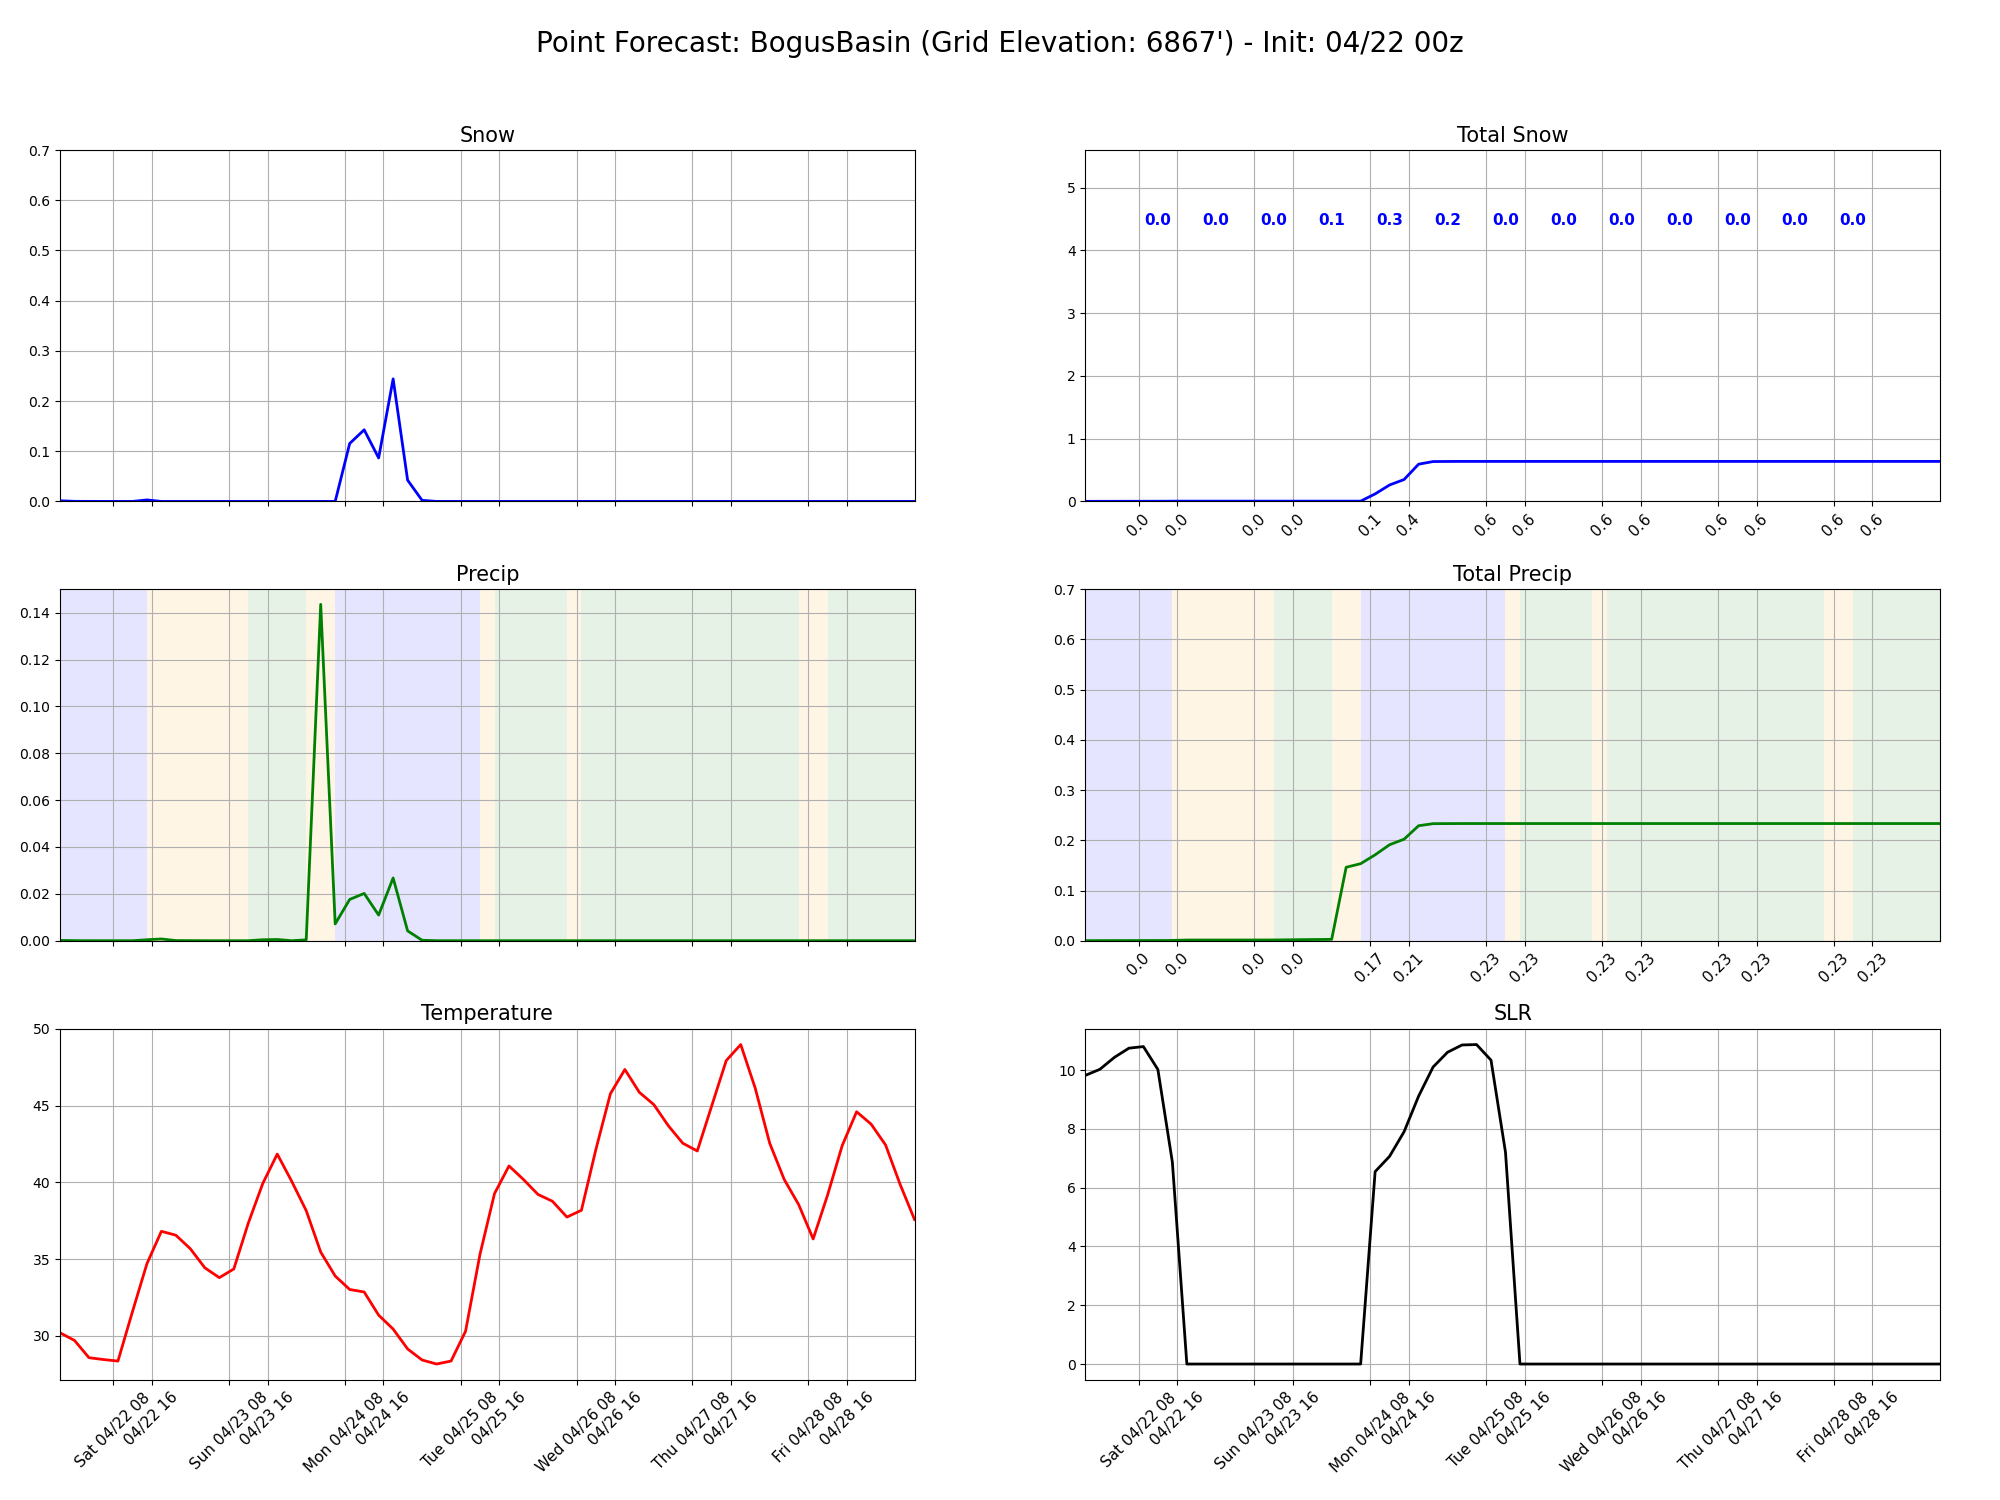 Point Forecast: BogusBasin (Grid Elevation: 6867') - Init: 04/22 00z
Snow
0.7
0.6
0.5
0.4
0.3
0.2
0.1
0.0
Total Snow
5
4
3
2
1
0
0.0 0.0 0.0 0.1 0.3 0.2 0.0 0.0 0.0 0.0 0.0 0.0 0.0
0.0 0.0 0.0 0.0 0.1 0.4 0.6 0.6 0.6 0.6 0.6 0.6 0.6 0.6
Precip
0.14
0.12
0.10
0.08
0.06
0.04
0.02
0.00
Total Precip
0.7
0.6
0.5
0.4
0.3
0.2
0.1
0.0
0.0 0.0 0.0 0.0 0.17 0.21 0.23 0.23 0.23 0.23 0.23 0.23 0.23 0.23
Temperature
50
45
40
35
30
Sat 04/22 08
04/22 16
Sun 04/23 08
04/23 16
Mon 04/24 08
04/24 16
Tue 04/25 08
04/25 16
Wed 04/26 08
04/26 16
Thu 04/27 08
04/27 16
Fri 04/28 08
04/28 16
SLR
10
8
6
4
2
0
Sat 04/22 08
04/22 16
Sun 04/23 08
04/23 16
Mon 04/24 08
04/24 16
Tue 04/25 08
04/25 16
Wed 04/26 08
04/26 16
Thu 04/27 08
04/27 16
Fri 04/28 08
04/28 16